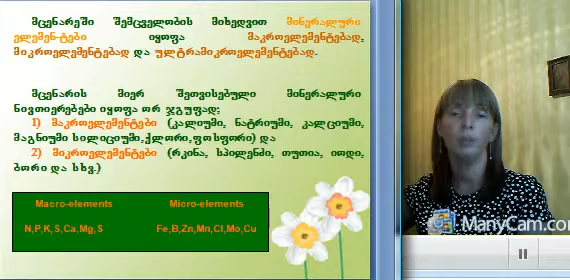 მცენარეში შემცველობის მიხედვით მინერალური
ელემენ-ტები იყოფა მაკროელემენტებად,
მიკროელემენტებად და ულტრამიკროელემენტებად.
მცენარის მიერ შეთვისებული მინერალური
ნივთიერებები იყოფა ორ ჯგუფად;
1) მაკროელემენტები (კალიუმი, ნატრიუმი, კალციუმი,
მაგნიუმი სილიციუმი,ქლორი,ფოსფორი) და
2) მიკროელემენტები (რკინა, სპილენძი, თუთია, იოდი,
ბორი და სხვ.)
Macro-elements Micro-elements
N,P,K,S,Ca,Mg,S Fe,B,Zn,Mn,Cl,Mo,Cu
ManyCam.com